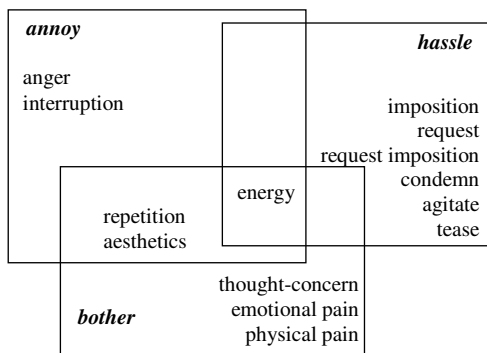 annoy
hassle
anger
interruption
imposition
request
request imposition
condemn
agitate
tease
energy
repetition
aesthetics
thought-concern
emotional pain
physical pain
bother